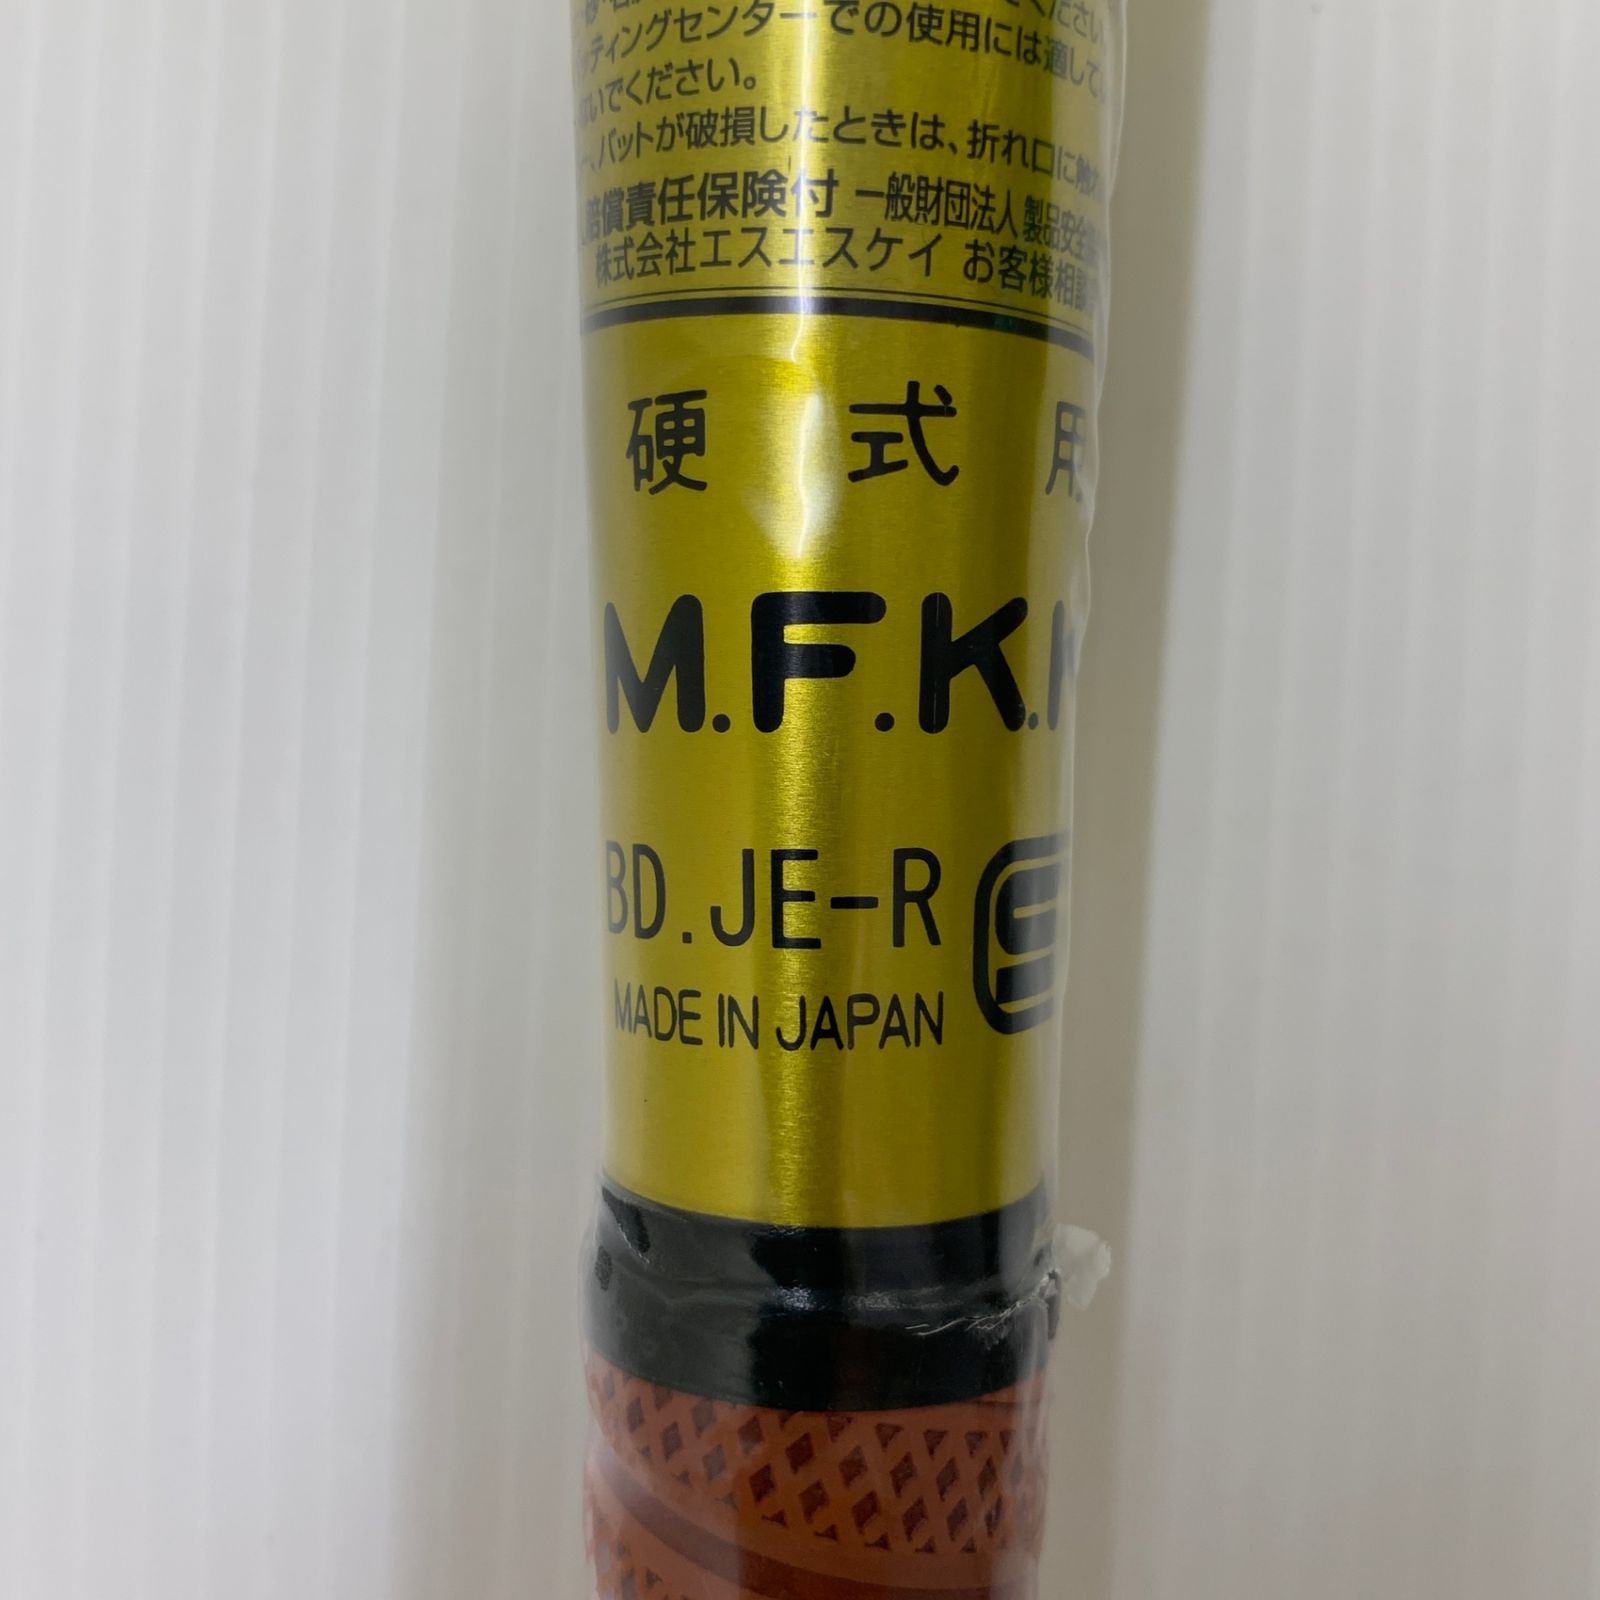 ッティングセンターでの使用には適して
ないでください。
、バットが破損したときは、折れ口に触
賠償責任保険付 一般財団法人 製品安全
株式会社エスエスケイ お客様相談
硬式用
M.F.K.
BD.JE-R
MADE IN JAPAN